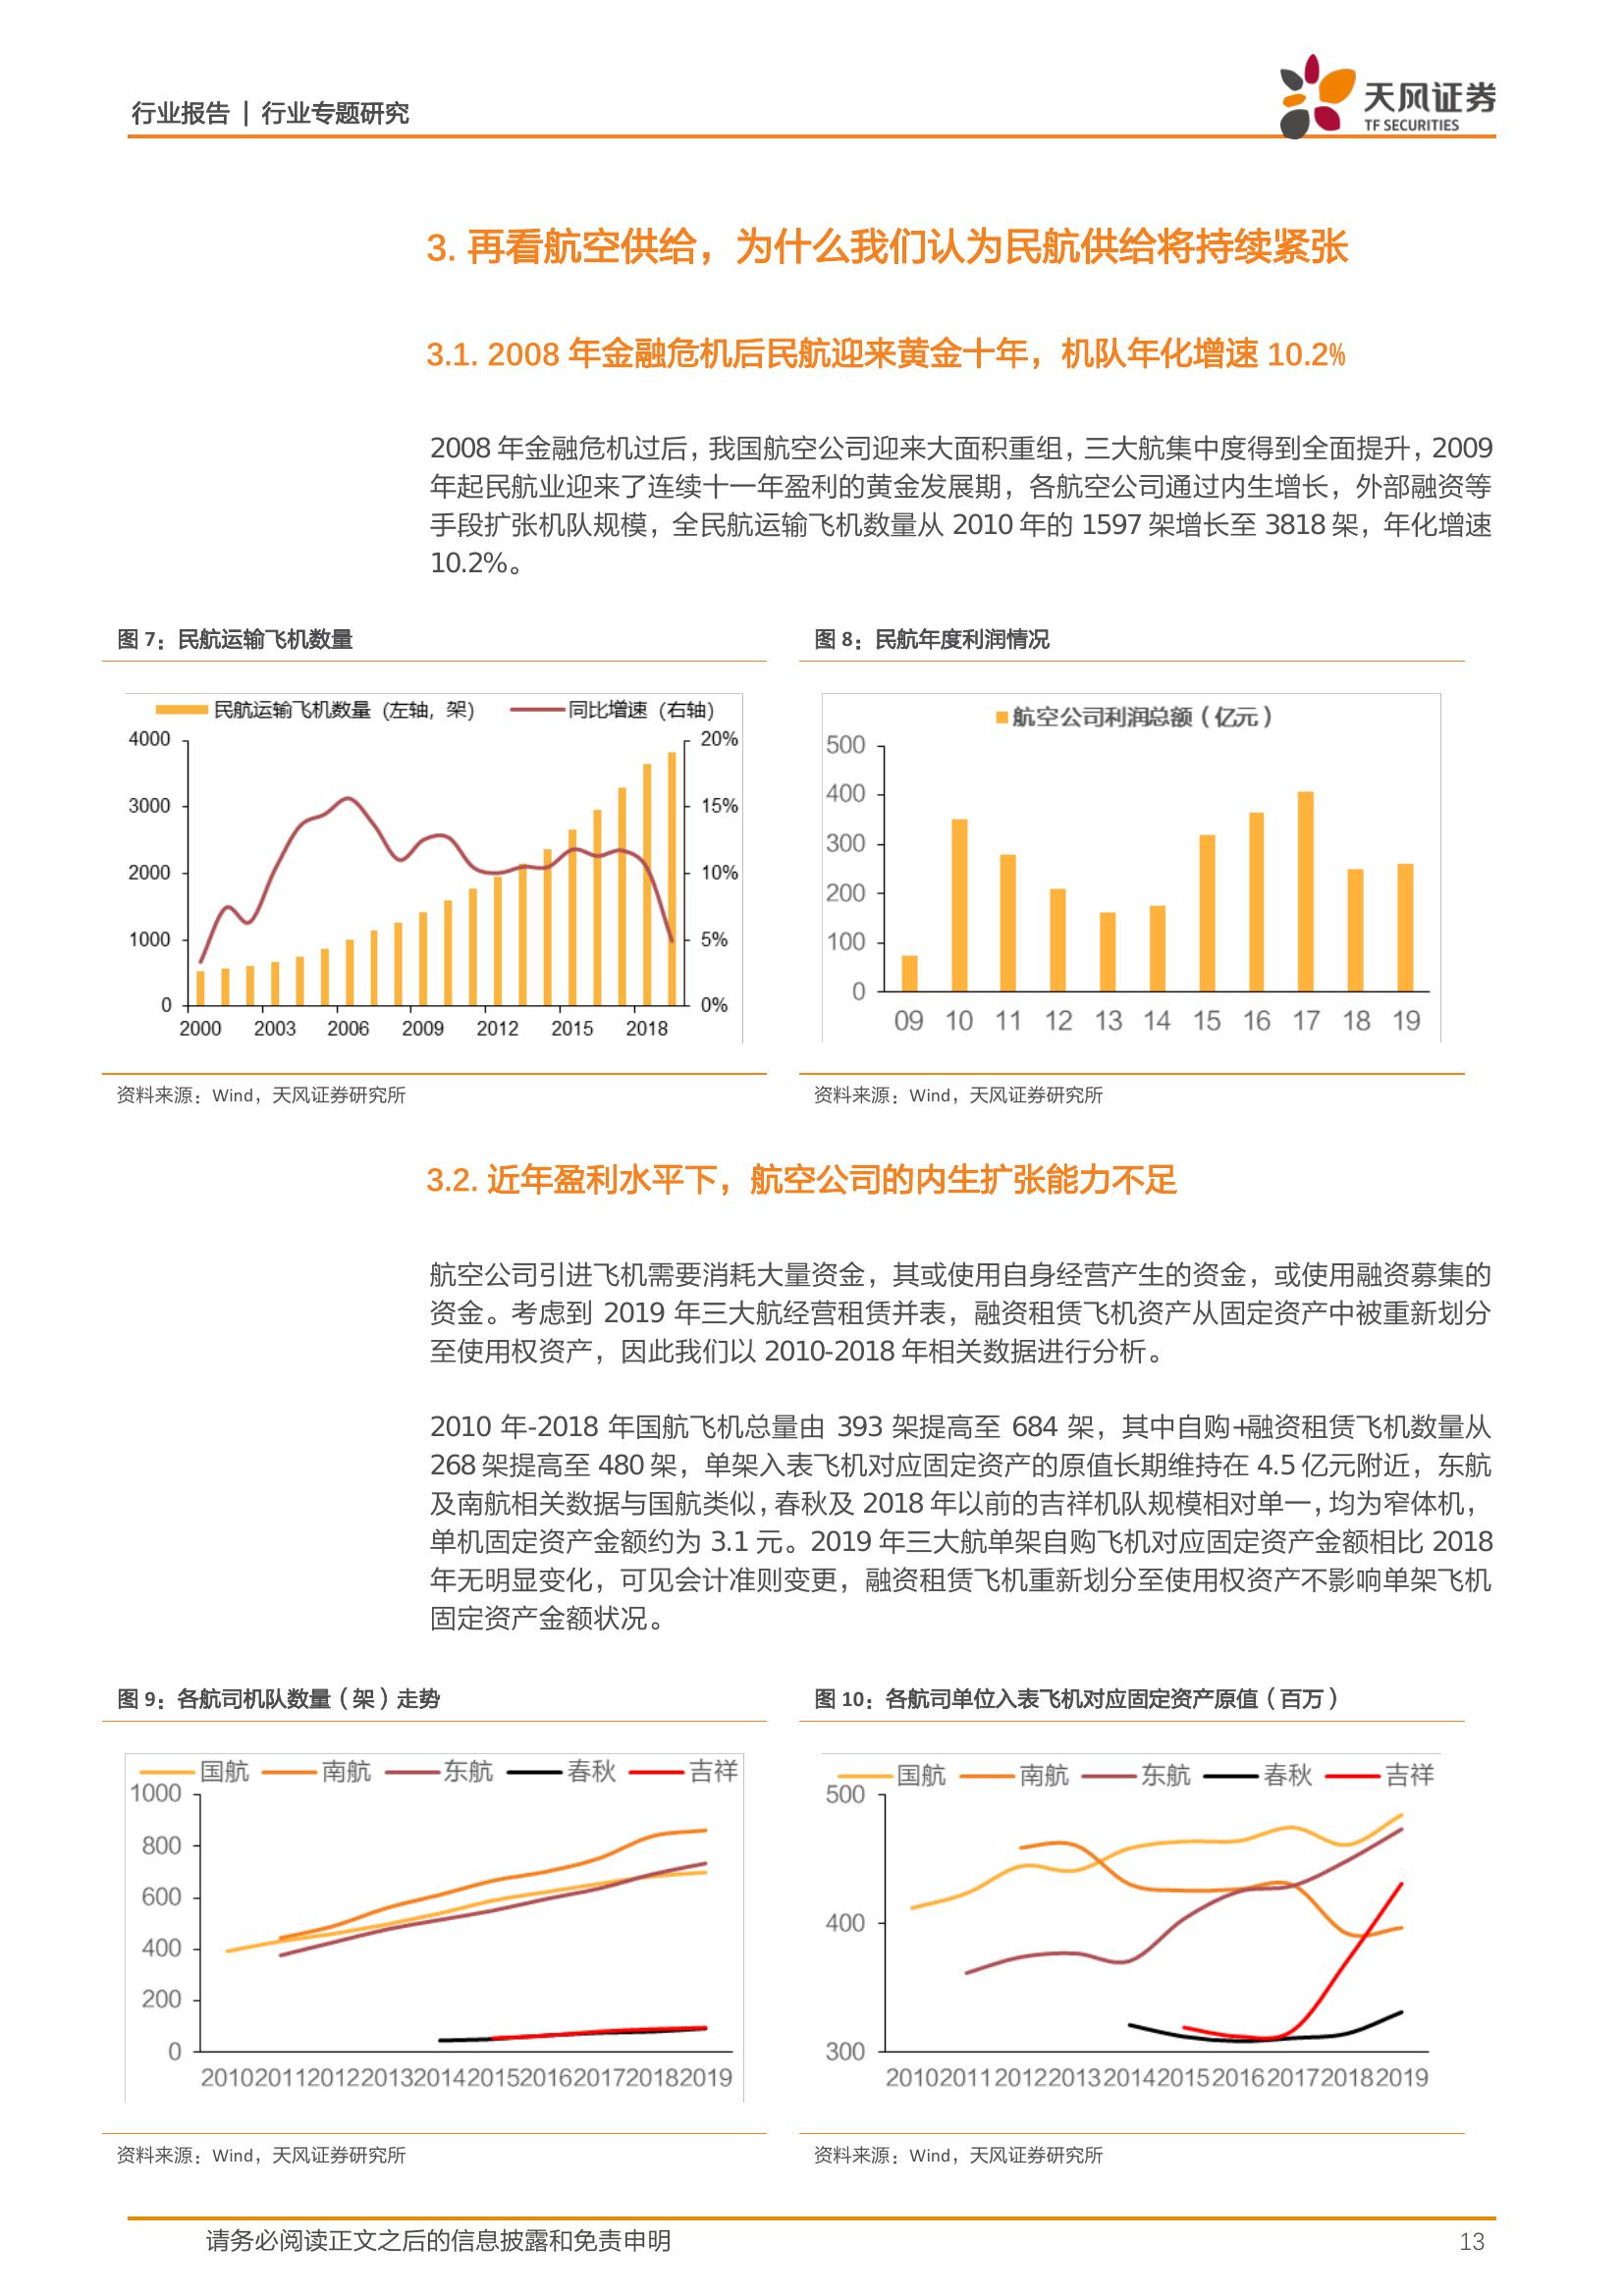 行业报告 | 行业专题研究
天风证券
TF SECURITIES
3. 再看航空供给，为什么我们认为民航供给将持续紧张
3.1. 2008 年金融危机后民航迎来黄金十年，机队年化增速 10.2%
2008 年金融危机过后，我国航空公司迎来大面积重组，三大航集中度得到全面提升，2009
年起民航业迎来了连续十一年盈利的黄金发展期，各航空公司通过内生增长，外部融资等
手段扩张机队规模，全民航运输飞机数量从 2010 年的 1597 架增长至 3818 架，年化增速
10.2%。
图 7：民航运输飞机数量
民航运输飞机数量（左轴，架） 同比增速（右轴）
4000 20%
3000 15%
2000 10%
1000 5%
0 0%
2000 2003 2006 2009 2012 2015 2018
资料来源：Wind，天风证券研究所
图 8：民航年度利润情况
航空公司利润总额（亿元）
500
400
300
200
100
0
09 10 11 12 13 14 15 16 17 18 19
资料来源：Wind，天风证券研究所
3.2. 近年盈利水平下，航空公司的内生扩张能力不足
航空公司引进飞机需要消耗大量资金，其或使用自身经营产生的资金，或使用融资募集的
资金。考虑到 2019 年三大航经营租赁并表，融资租赁飞机资产从固定资产中被重新划分
至使用权资产，因此我们以 2010-2018 年相关数据进行分析。
2010 年-2018 年国航飞机总量由 393 架提高至 684 架，其中自购+融资租赁飞机数量从
268 架提高至 480 架，单架入表飞机对应固定资产的原值长期维持在 4.5 亿元附近，东航
及南航相关数据与国航类似，春秋及 2018 年以前的吉祥机队规模相对单一，均为窄体机，
单机固定资产金额约为 3.1 元。2019 年三大航单架自购飞机对应固定资产金额相比 2018
年无明显变化，可见会计准则变更，融资租赁飞机重新划分至使用权资产不影响单架飞机
固定资产金额状况。
图 9：各航司机队数量（架）走势
国航 南航 东航 春秋 吉祥
1000
800
600
400
200
0
2010 2011 2012 2013 2014 2015 2016 2017 2018 2019
资料来源：Wind，天风证券研究所
图 10：各航司单位入表飞机对应固定资产原值（百万）
国航 南航 东航 春秋 吉祥
500
400
300
2010 2011 2012 2013 2014 2015 2016 2017 2018 2019
资料来源：Wind，天风证券研究所
请务必阅读正文之后的信息披露和免责申明
13